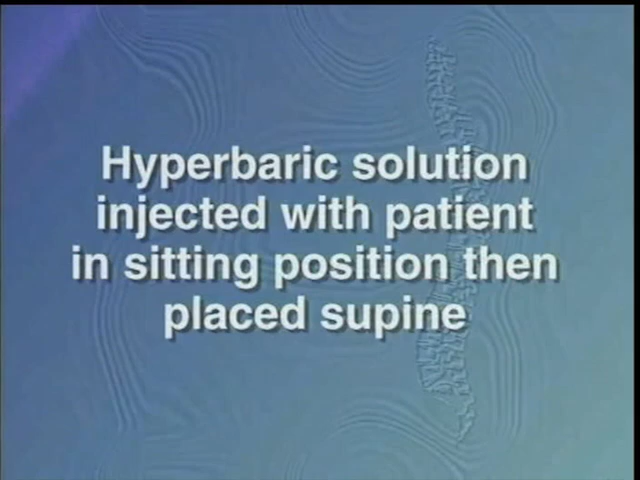 Hyperbaric solution
injected with patient
in sitting position then
placed supine